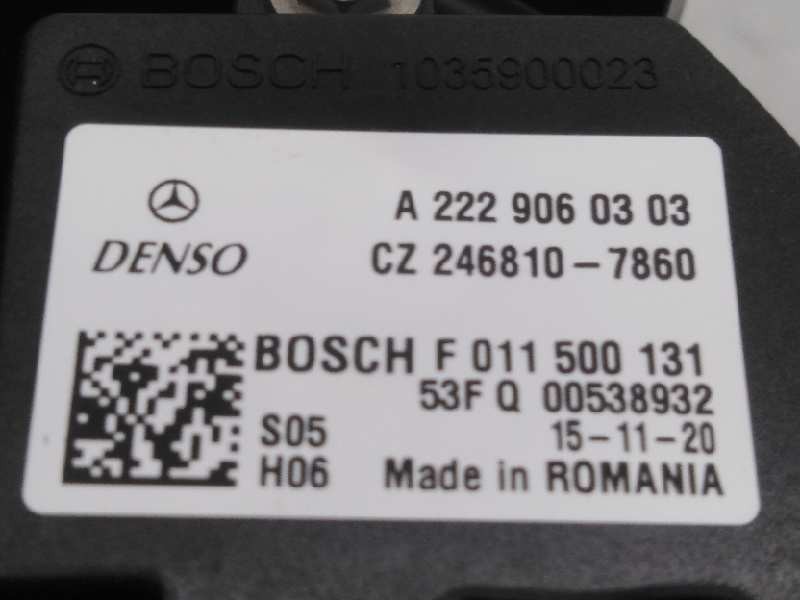 BOSCH 1035900023
A 222 906 03 03
DENSO CZ 246810-7860
BOSCH F 011 500 131
53F Q 00538932
S05 15-11-20
H06 Made in ROMANIA